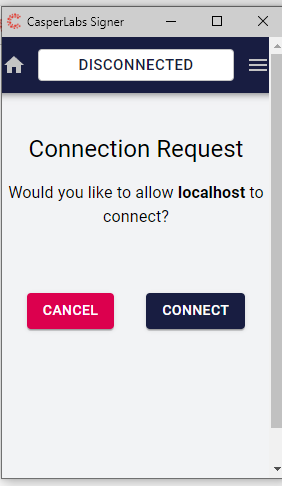 CasperLabs Signer
DISCONNECTED
Connection Request
Would you like to allow localhost to
connect?
CANCEL
CONNECT